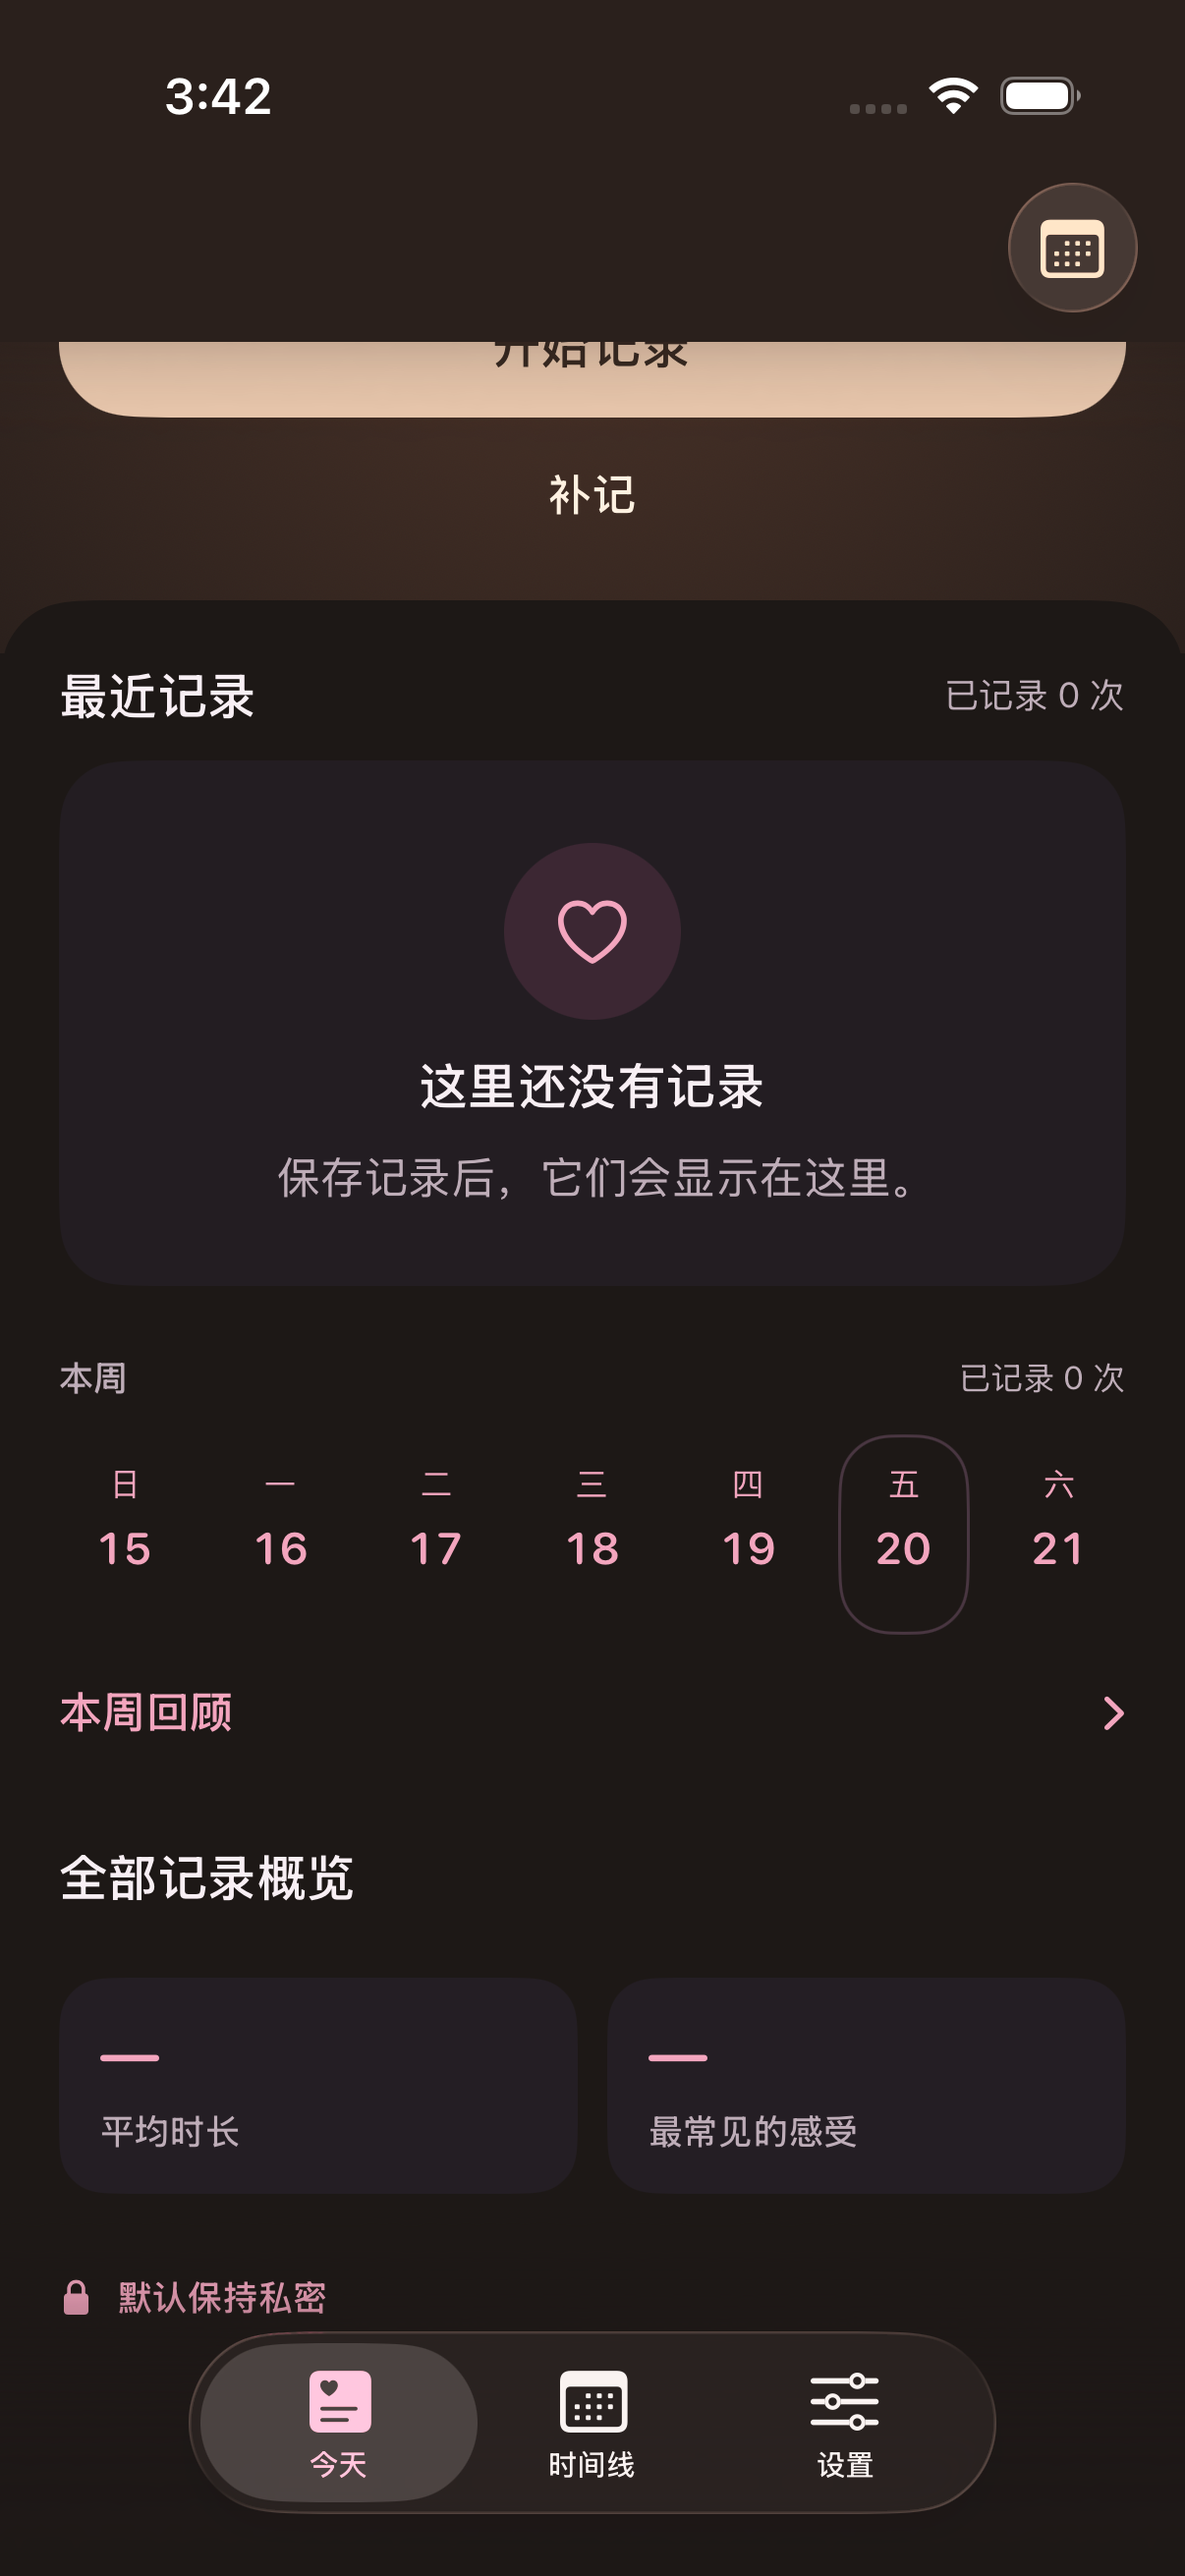 3:42
开始记录
补记
最近记录
已记录 0 次
这里还没有记录
保存记录后，它们会显示在这里。
本周
已记录 0 次
日 一 二 三 四 五 六
15 16 17 18 19 20 21
本周回顾
全部记录概览
平均时长
最常见的感受
默认保持私密
今天 时间线 设置